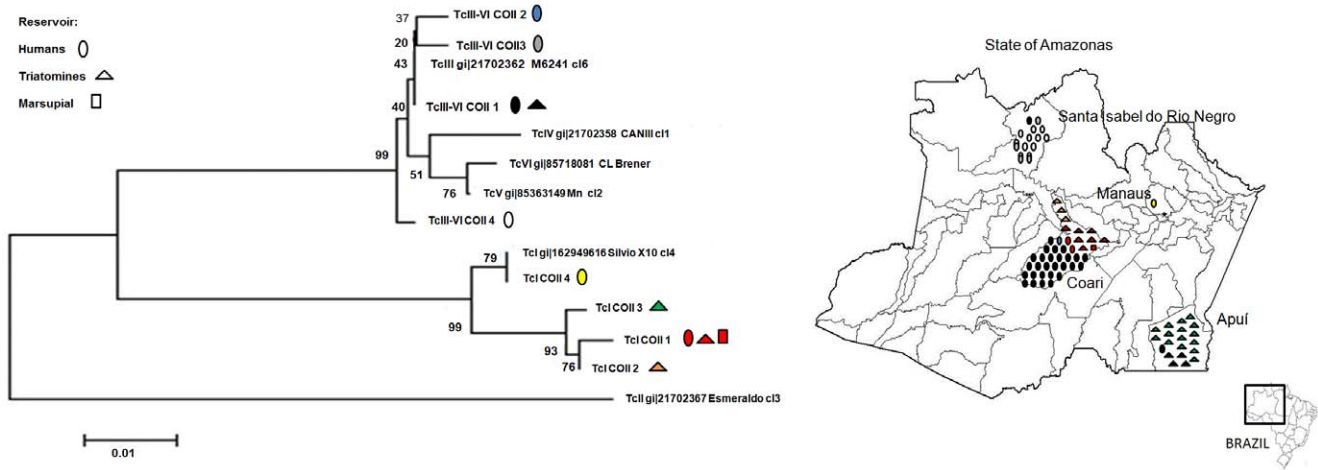 Reservoir:
Humans
Triatomines
Marsupial
37
20
43
40
99
51
76
79
99
93
76
TcIII-VI COII 2
TcIII-VI COII3
TcIII gi|21702362 M6241 cl6
TcIII-VI COII 1
TcIV gi|21702358 CANIII cl1
TcVI gi|85718081 CL Brener
TcV gi|85363149Mn cl2
TcIII-VI COII 4
TcI gi|162949616 Silvio X10 cl4
TcI COII 4
TcI COII 3
TcI COII 1
TcI COII 2
TcII gi|21702367 Esmeraldo cl3
0.01
State of Amazonas
Santa Isabel do Rio Negro
Manaus
Coari
Apuí
BRAZIL